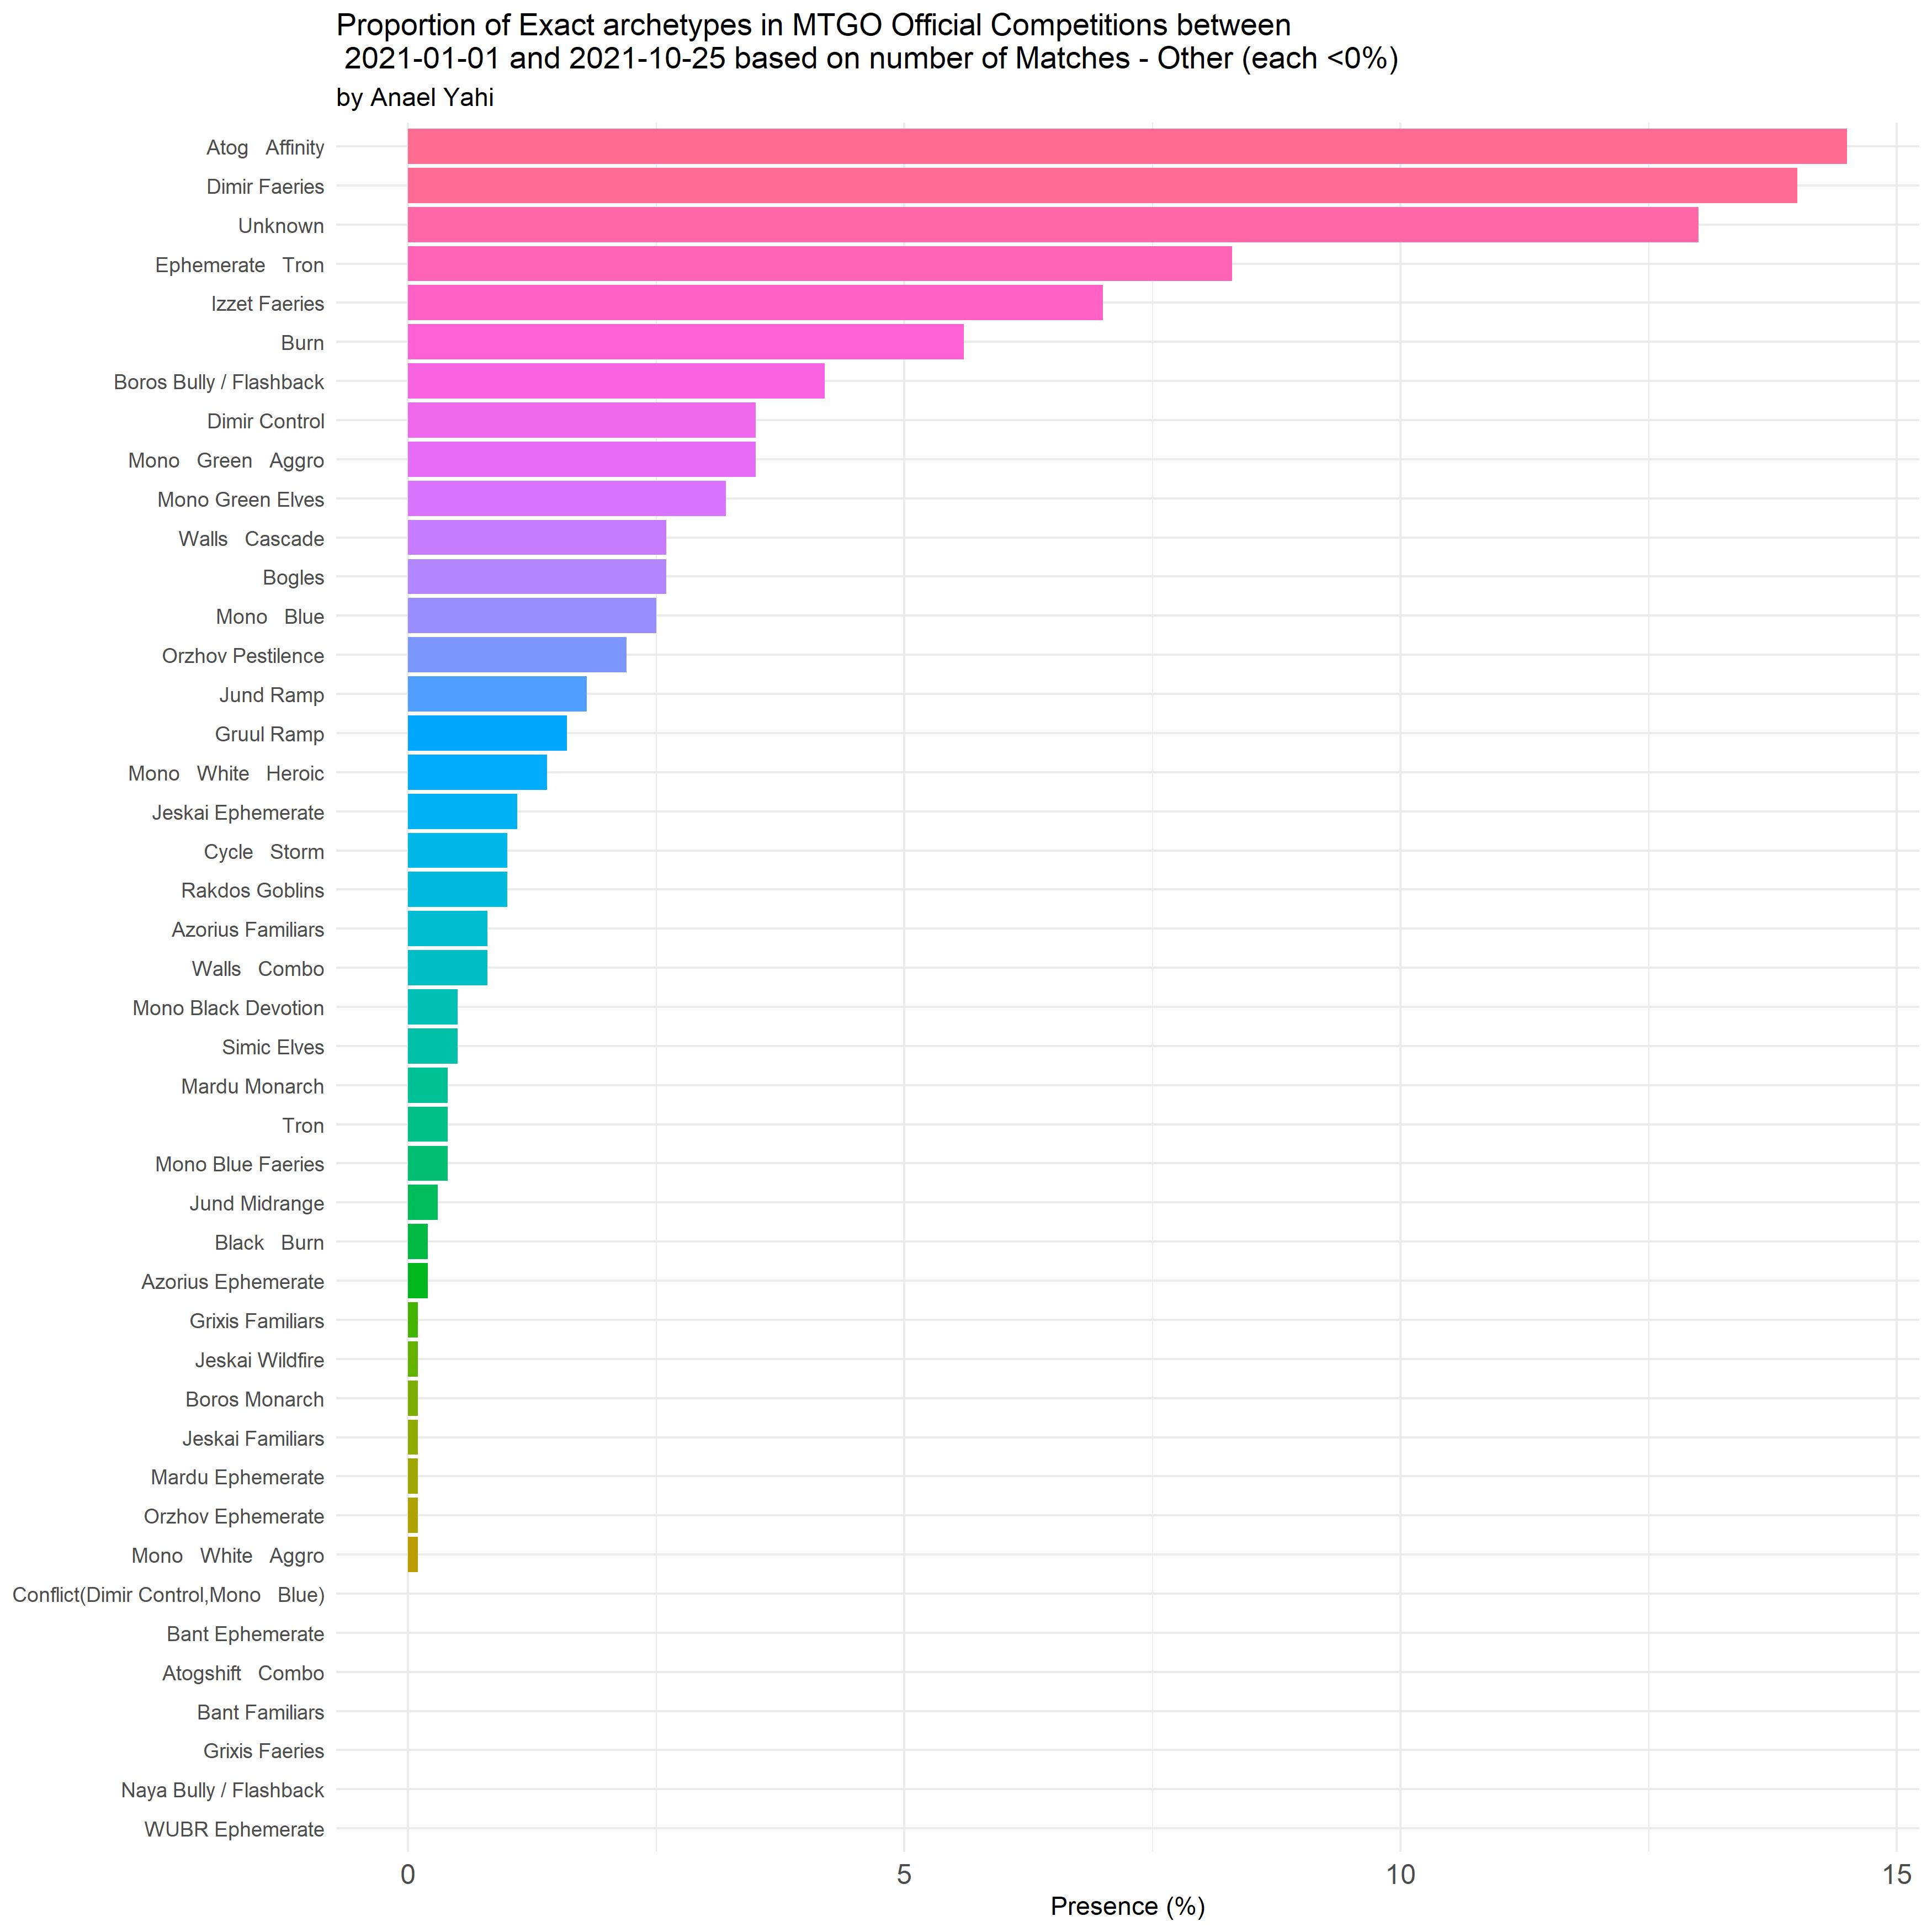 Proportion of Exact archetypes in MTGO Official Competitions between
2021-01-01 and 2021-10-25 based on number of Matches - Other (each <0%)
by Anael Yahi
Atog   Affinity
Dimir Faeries
Unknown
Ephemerate   Tron
Izzet Faeries
Burn
Boros Bully / Flashback
Dimir Control
Mono   Green   Aggro
Mono Green Elves
Walls   Cascade
Bogles
Mono   Blue
Orzhov Pestilence
Jund Ramp
Gruul Ramp
Mono   White   Heroic
Jeskai Ephemerate
Cycle   Storm
Rakdos Goblins
Azorius Familiars
Walls   Combo
Mono Black Devotion
Simic Elves
Mardu Monarch
Tron
Mono Blue Faeries
Jund Midrange
Black   Burn
Azorius Ephemerate
Grixis Familiars
Jeskai Wildfire
Boros Monarch
Jeskai Familiars
Mardu Ephemerate
Orzhov Ephemerate
Mono   White   Aggro
Conflict(Dimir Control,Mono   Blue)
Bant Ephemerate
Atogshift   Combo
Bant Familiars
Grixis Faeries
Naya Bully / Flashback
WUBR Ephemerate
0 5 10 15
Presence (%)